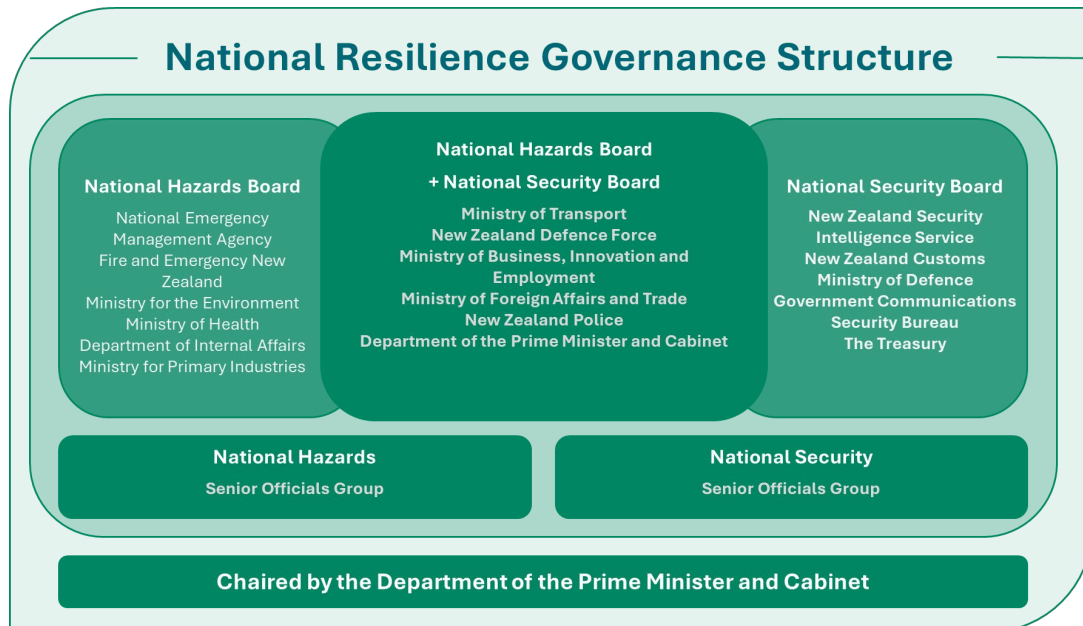 National Resilience Governance Structure
National Hazards Board
National Emergency
Management Agency
Fire and Emergency New
Zealand
Ministry for the Environment
Ministry of Health
Department of Internal Affairs
Ministry for Primary Industries
National Hazards Board
+ National Security Board
Ministry of Transport
New Zealand Defence Force
Ministry of Business, Innovation and
Employment
Ministry of Foreign Affairs and Trade
New Zealand Police
Department of the Prime Minister and Cabinet
National Security Board
New Zealand Security
Intelligence Service
New Zealand Customs
Ministry of Defence
Government Communications
Security Bureau
The Treasury
National Hazards
Senior Officials Group
National Security
Senior Officials Group
Chaired by the Department of the Prime Minister and Cabinet